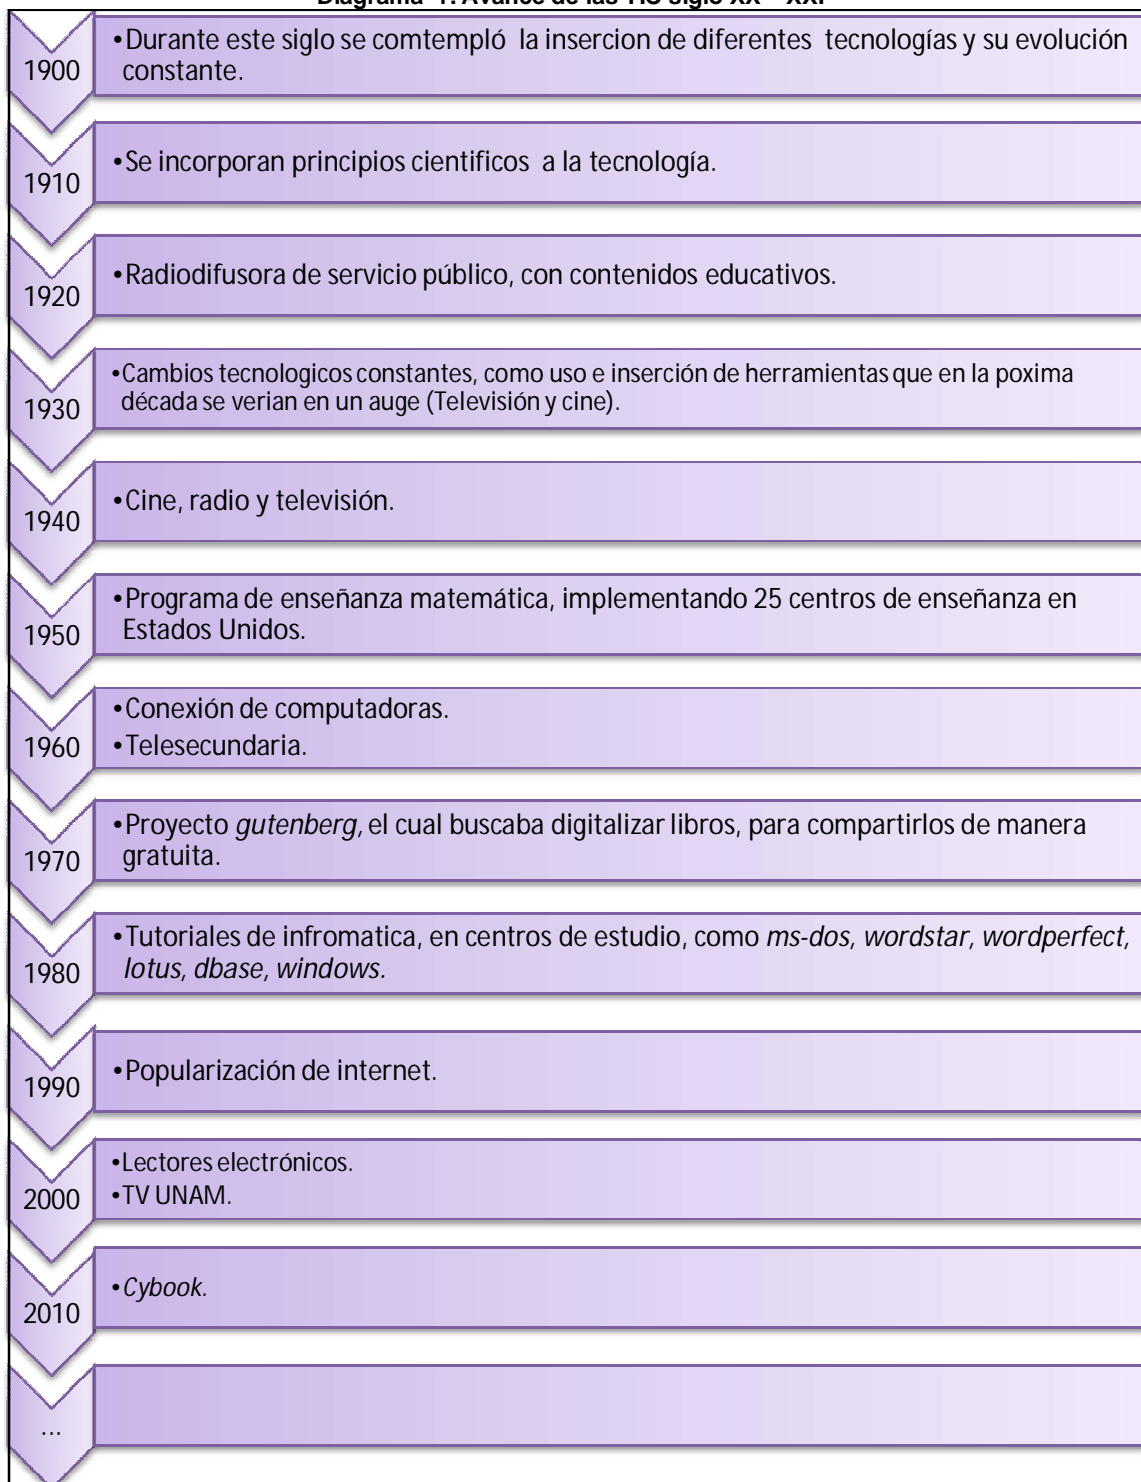 Diagrama 1. Avance de las TIC siglo XX – XXI
1900
•Durante este siglo se comtempló la insercion de diferentes tecnologías y su evolución
constante.
1910
•Se incorporan principios cientificos a la tecnología.
1920
•Radiodifusora de servicio público, con contenidos educativos.
1930
•Cambios tecnologicos constantes, como uso e inserción de herramientas que en la poxima
década se verian en un auge (Televisión y cine).
1940
•Cine, radio y televisión.
1950
•Programa de enseñanza matemática, implementando 25 centros de enseñanza en
Estados Unidos.
1960
•Conexión de computadoras.
•Telesecundaria.
1970
•Proyecto gutenberg, el cual buscaba digitalizar libros, para compartirlos de manera
gratuita.
1980
•Tutoriales de infromatica, en centros de estudio, como ms-dos, wordstar, wordperfect,
lotus, dbase, windows.
1990
•Popularización de internet.
2000
•Lectores electrónicos.
•TV UNAM.
2010
•Cybook.
...